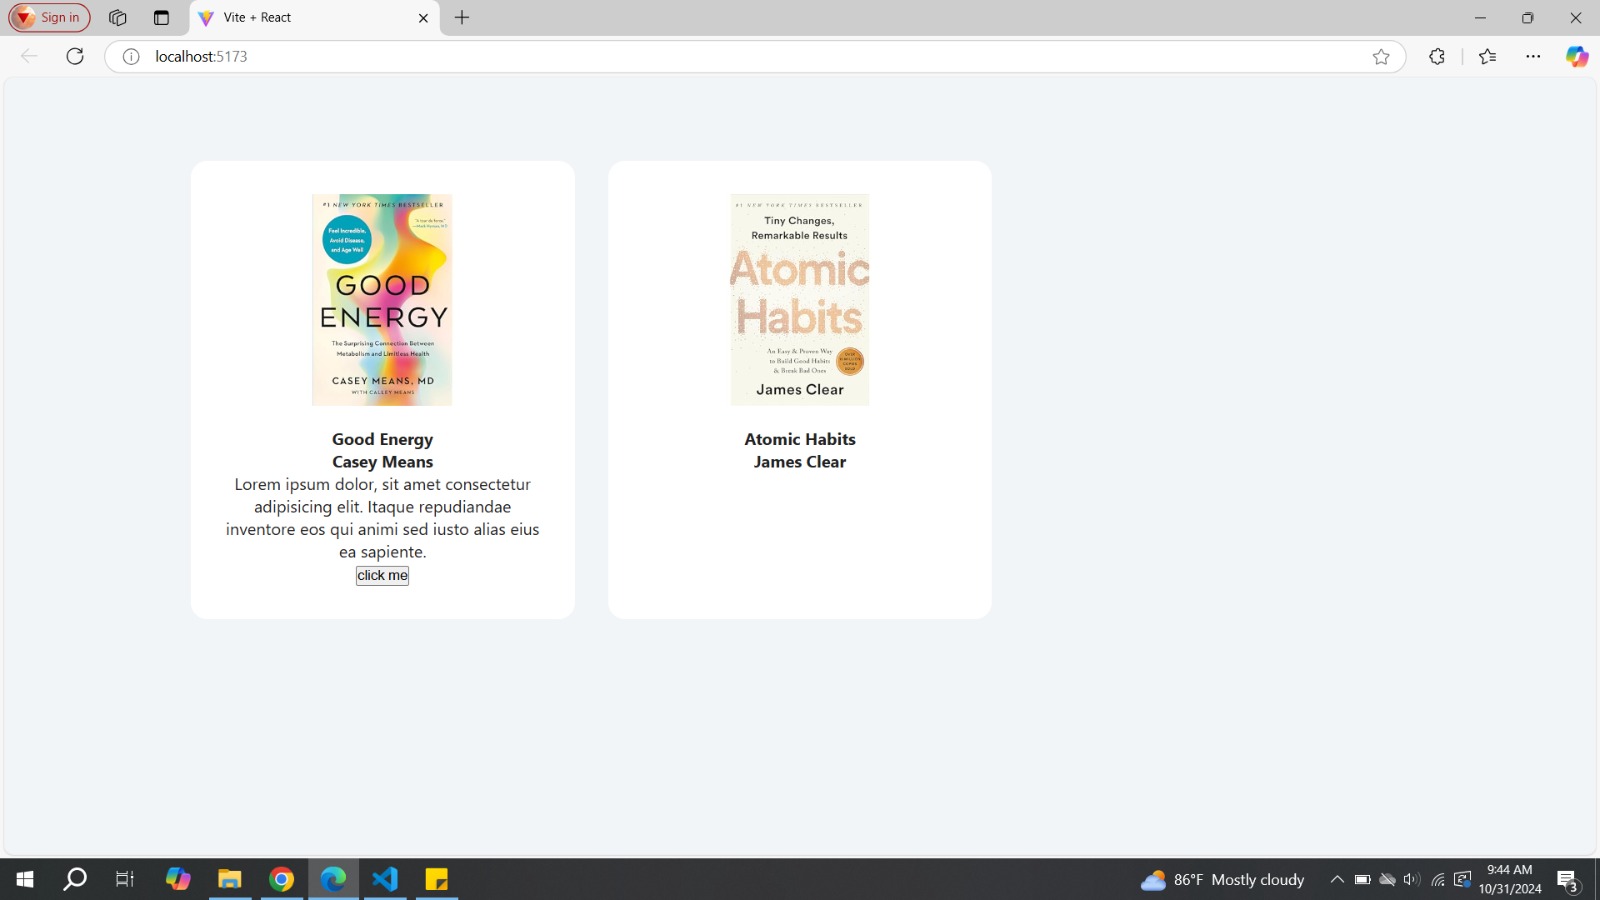 Sign in
Vite + React
localhost:5173
#1 NEW YORK TIMES BESTSELLER
Feel Incredible,
Avoid Disease,
and Age Well
GOOD
ENERGY
The Surprising Connection Between
Metabolism and Limitless Health
CASEY MEANS, MD
WITH CALLEY MEANS
Good Energy
Casey Means
Lorem ipsum dolor, sit amet consectetur
adipisicing elit. Itaque repudiandae
inventore eos qui animi sed iusto alias eius
ea sapiente.
click me
#1 NEW YORK TIMES BESTSELLER
Tiny Changes,
Remarkable Results
Atomic
Habits
An Easy & Proven Way
to Build Good Habits
& Break Bad Ones
James Clear
Atomic Habits
James Clear
86°F Mostly cloudy
9:44 AM
10/31/2024
3